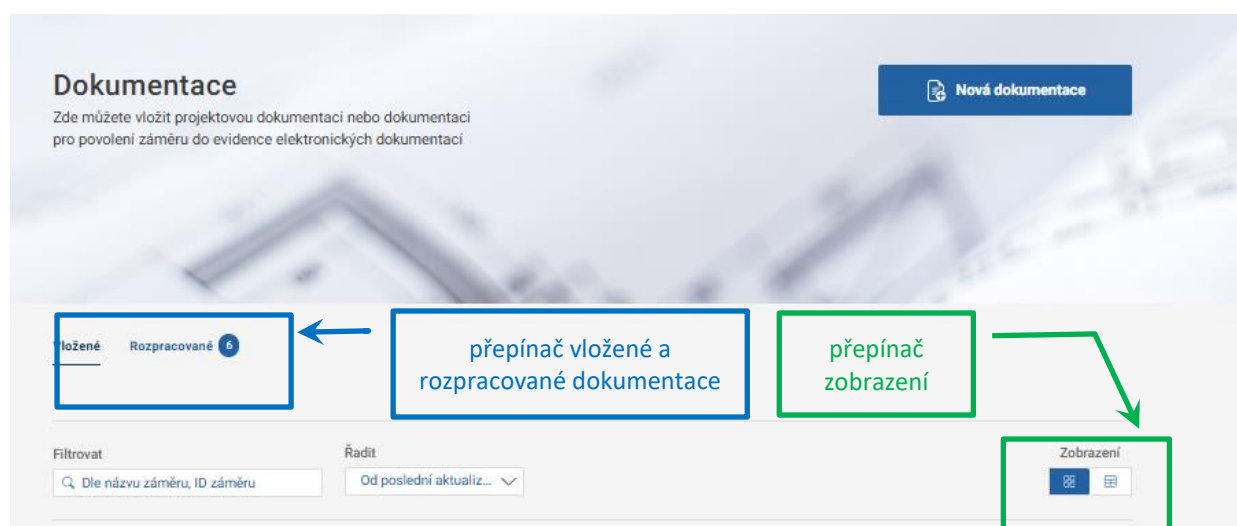 Dokumentace
Zde můžete vložit projektovou dokumentaci nebo dokumentaci
pro povolení záměru do evidence elektronických dokumentací
Nová dokumentace
Vložené
Rozpracované 6
přepínač vložené a
rozpracované dokumentace
přepínač
zobrazení
Filtrovat
Dle názvu záměru, ID záměru
Řadit
Od poslední aktualiz...
Zobrazení